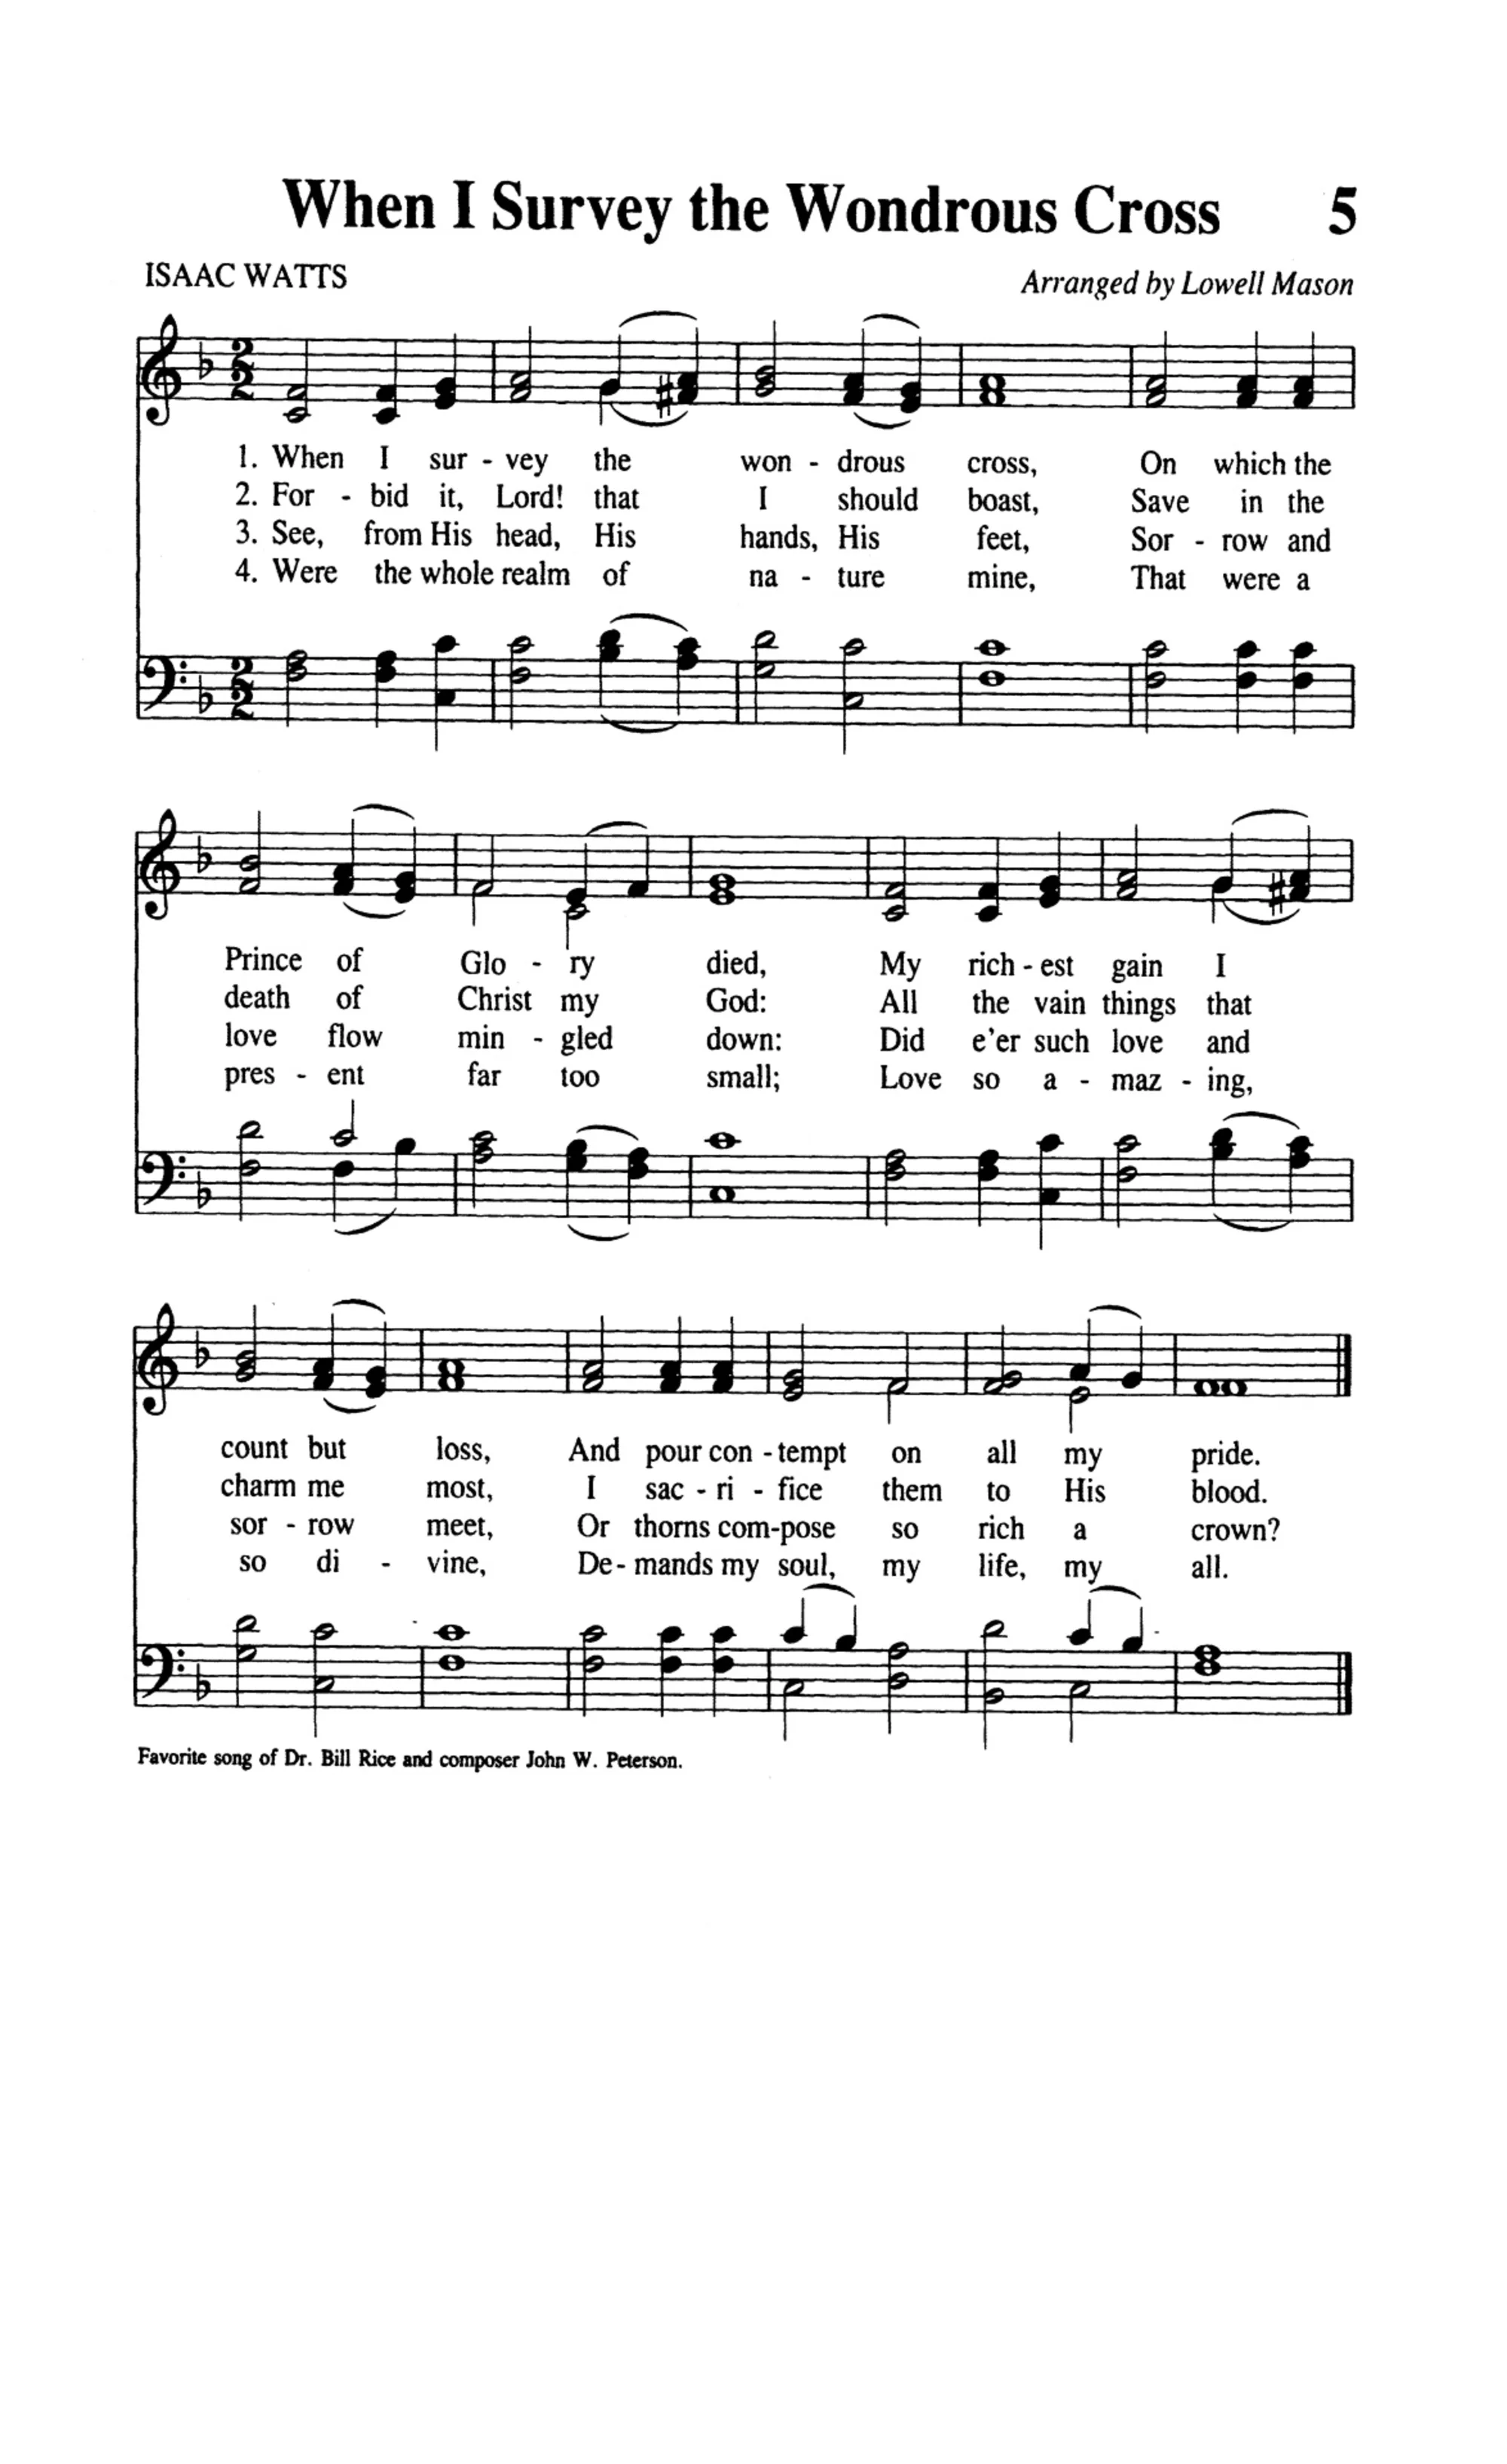 When I Survey the Wondrous Cross 5
ISAAC WATTS Arranged by Lowell Mason
1. When I sur - vey the won - drous cross, On which the
2. For - bid it, Lord! that I should boast, Save in the
3. See, from His head, His hands, His feet, Sor - row and
4. Were the whole realm of na - ture mine, That were a
Prince of Glo - ry died, My rich - est gain I
death of Christ my God: All the vain things that
love flow min - gled down: Did e'er such love and
pres - ent far too small; Love so a - maz - ing,
count but loss, And pour con - tempt on all my pride.
charm me most, I sac - ri - fice them to His blood.
sor - row meet, Or thorns com-pose so rich a crown?
so di - vine, De- mands my soul, my life, my all.
Favorite song of Dr. Bill Rice and composer John W. Peterson.